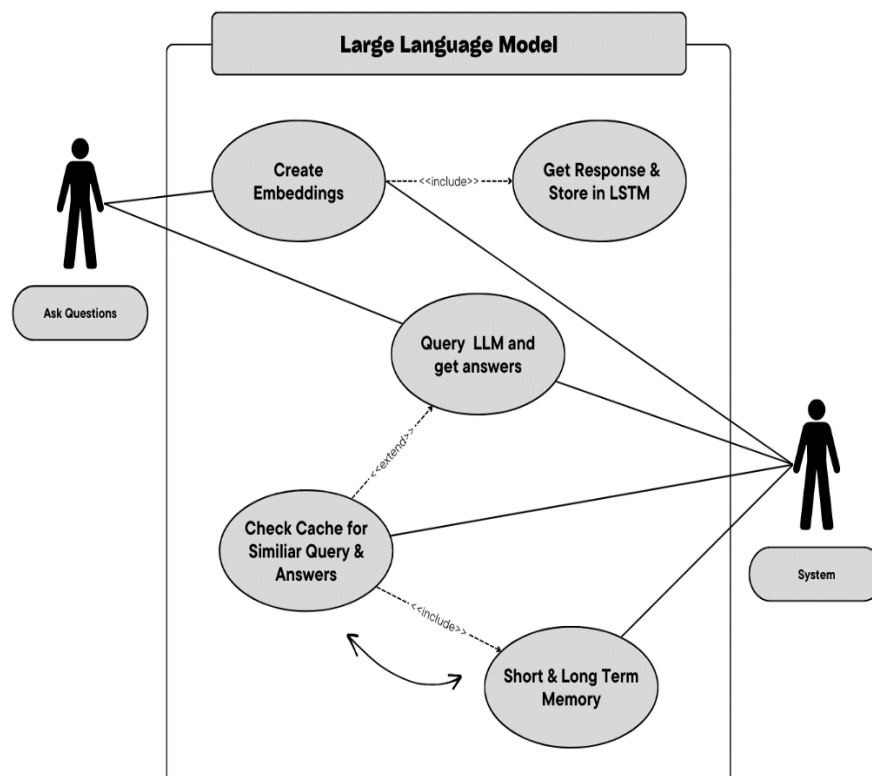 Large Language Model
Create
Embeddings
<<include>>
Get Response &
Store in LSTM
Ask Questions
Query LLM and
get answers
<<extend>>
Check Cache for
Similiar Query &
Answers
System
<<include>>
Short & Long Term
Memory